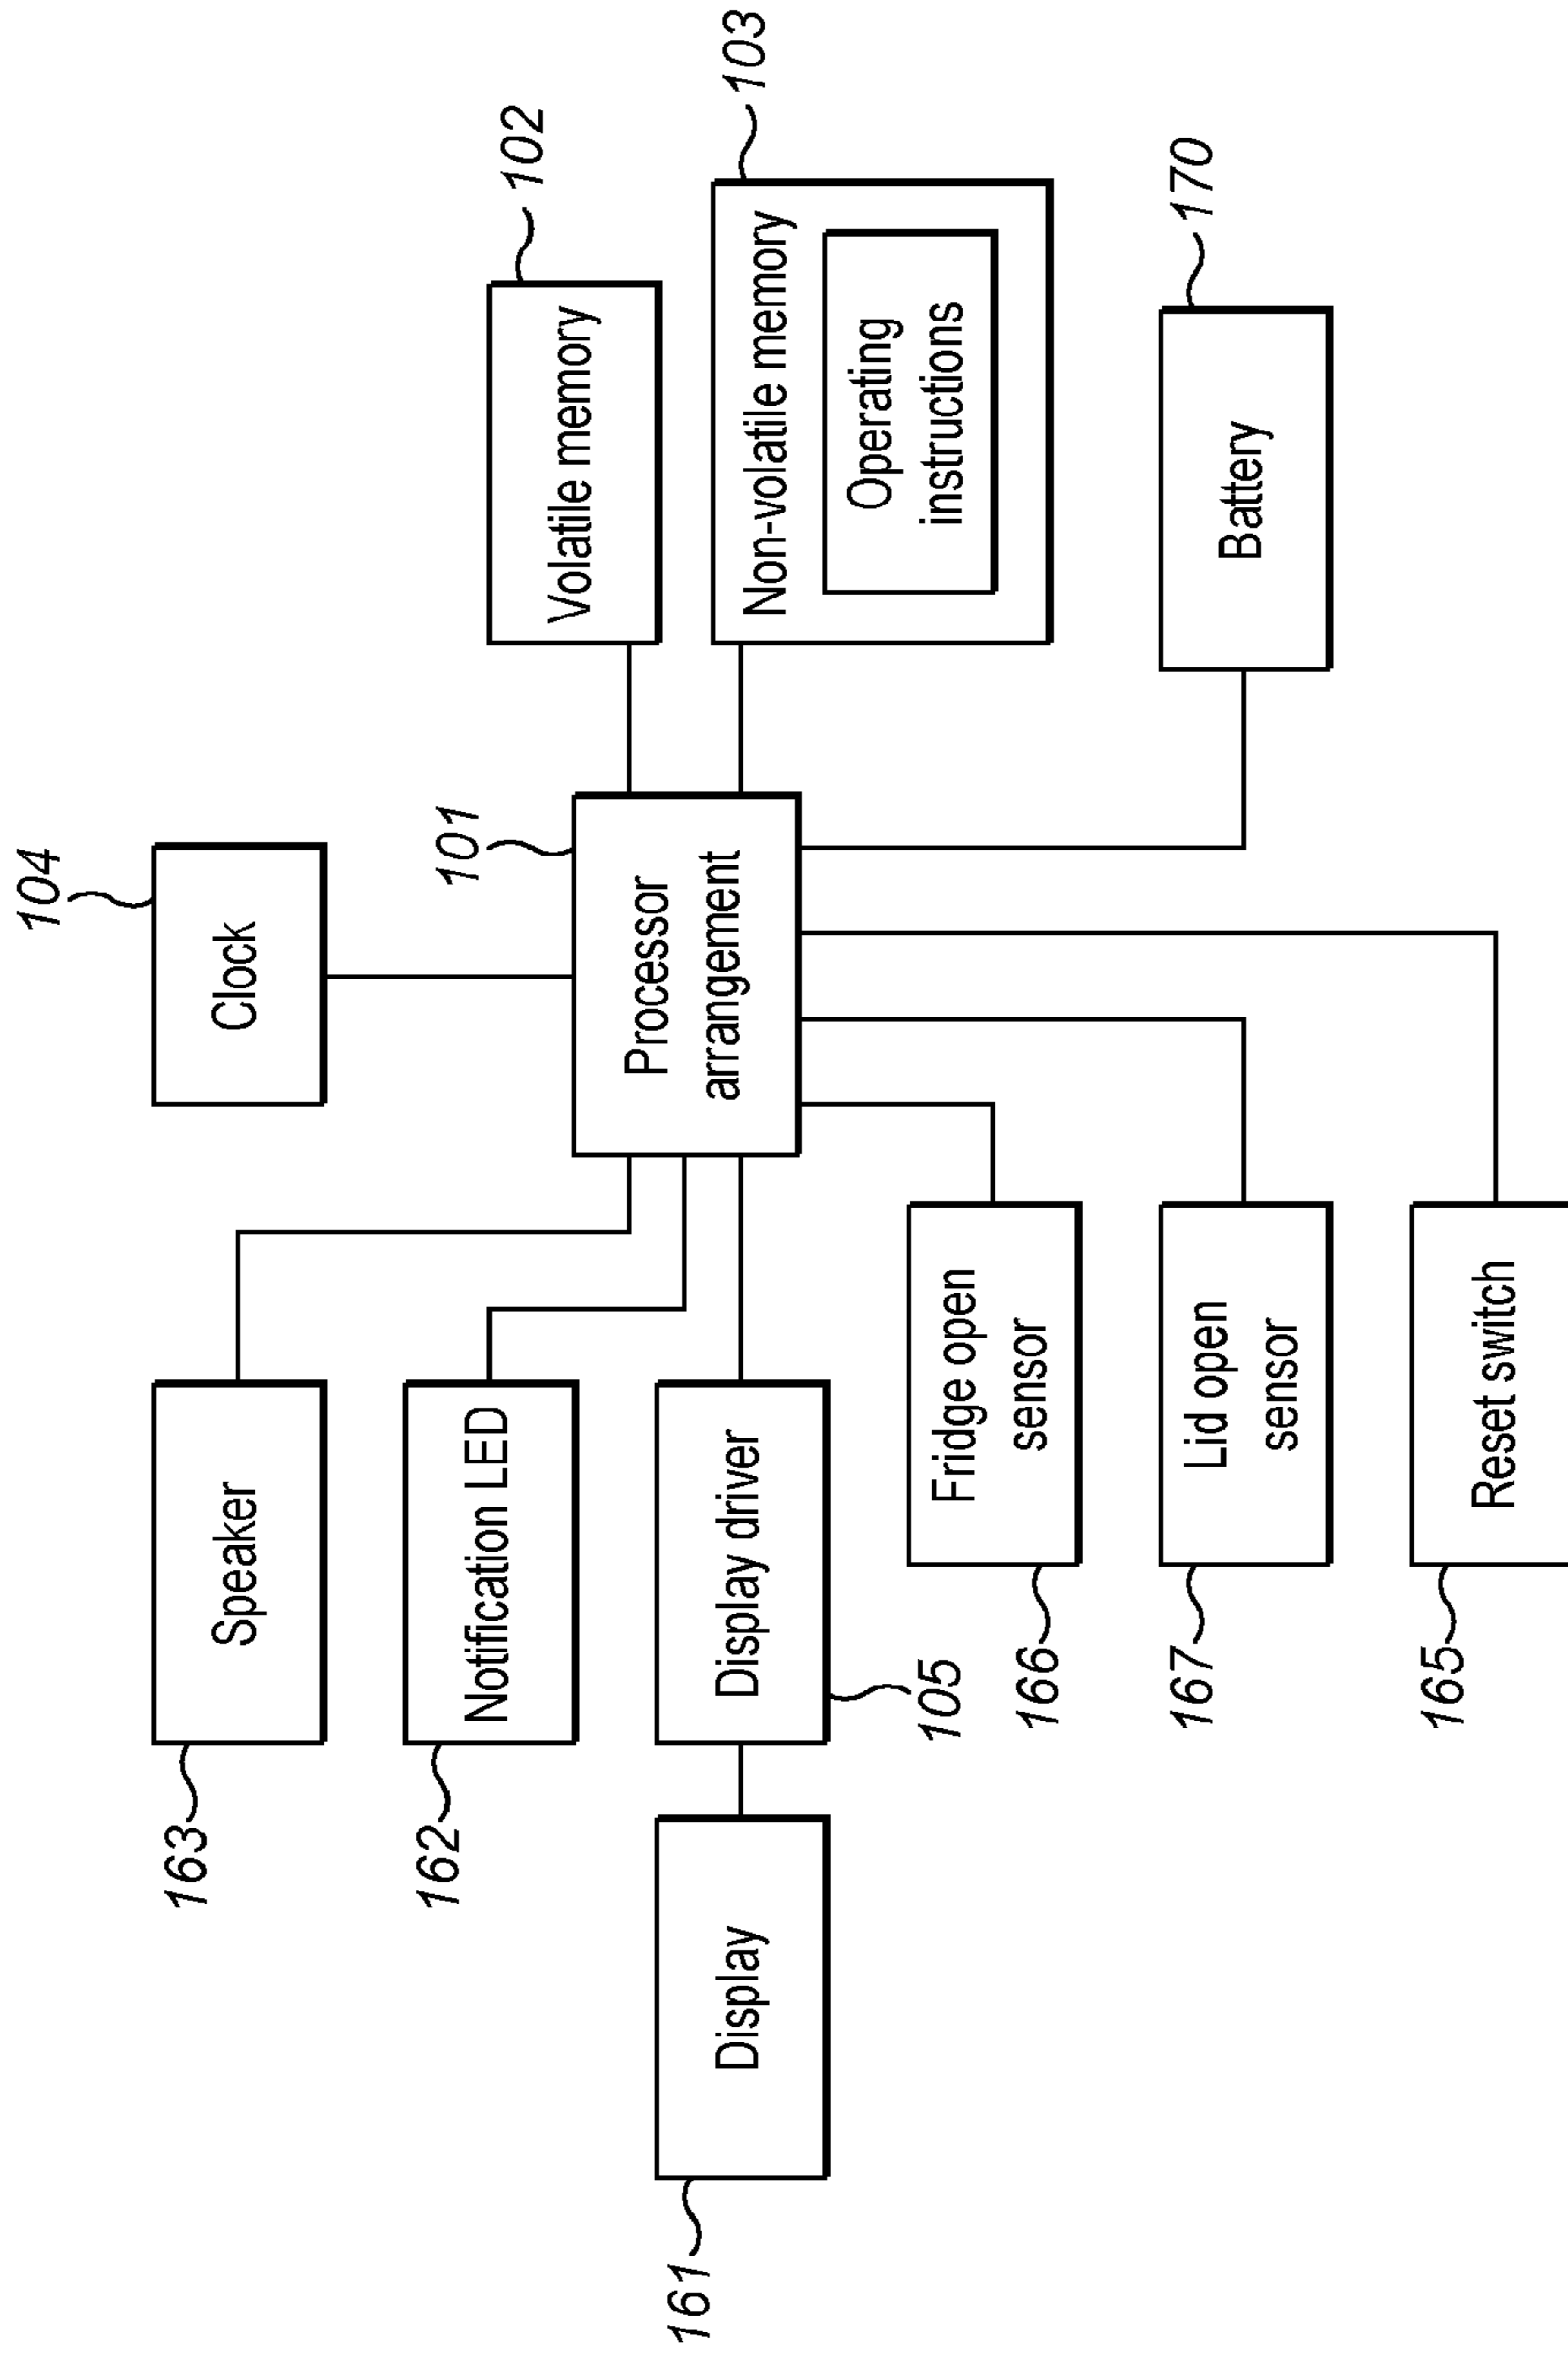 104
Clock
101
Processor
arrangement
102
Volatile memory
103
Non-volatile memory
Operating
instructions
170
Battery
163
Speaker
162
Notification LED
161
Display
Display driver
105
Fridge open
sensor
166
Lid open
sensor
167
Reset switch
165